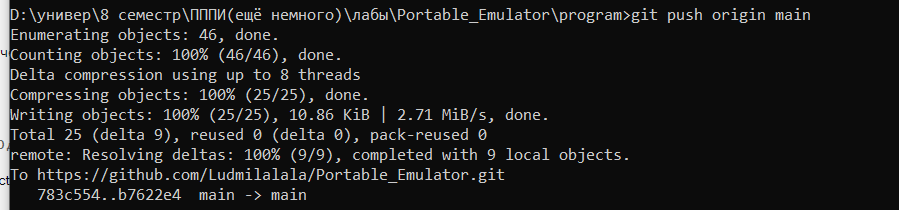 D:\универ\8 семестр\ПППИ(ещё немного)\лабы\Portable_Emulator\program>git push origin main
Enumerating objects: 46, done.
Counting objects: 100% (46/46), done.
Delta compression using up to 8 threads
Compressing objects: 100% (25/25), done.
Writing objects: 100% (25/25), 10.86 KiB | 2.71 MiB/s, done.
Total 25 (delta 9), reused 0 (delta 0), pack-reused 0
remote: Resolving deltas: 100% (9/9), completed with 9 local objects.
To https://github.com/Ludmilalala/Portable_Emulator.git
   783c554..b7622e4  main -> main